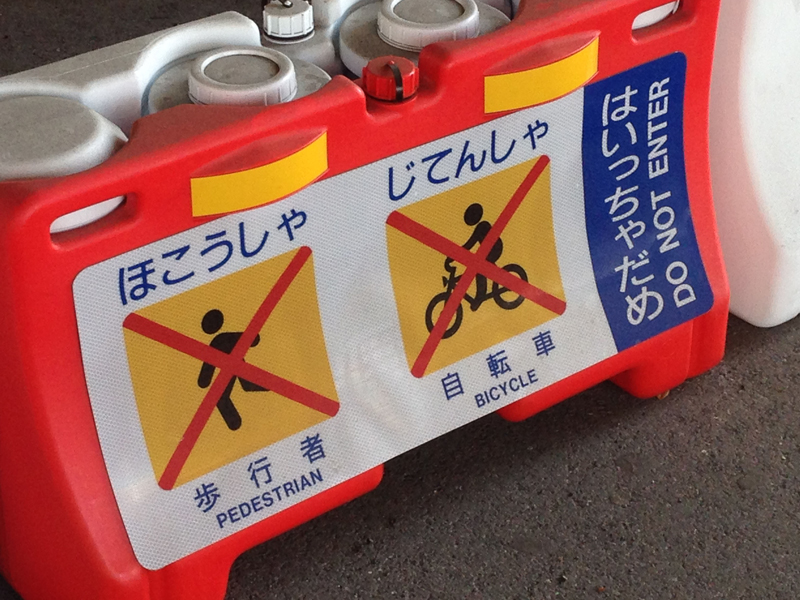 ほこうしゃ
歩行者
PEDESTRIAN
じてんしゃ
自転車
BICYCLE
はいっちゃだめ
DO NOT ENTER